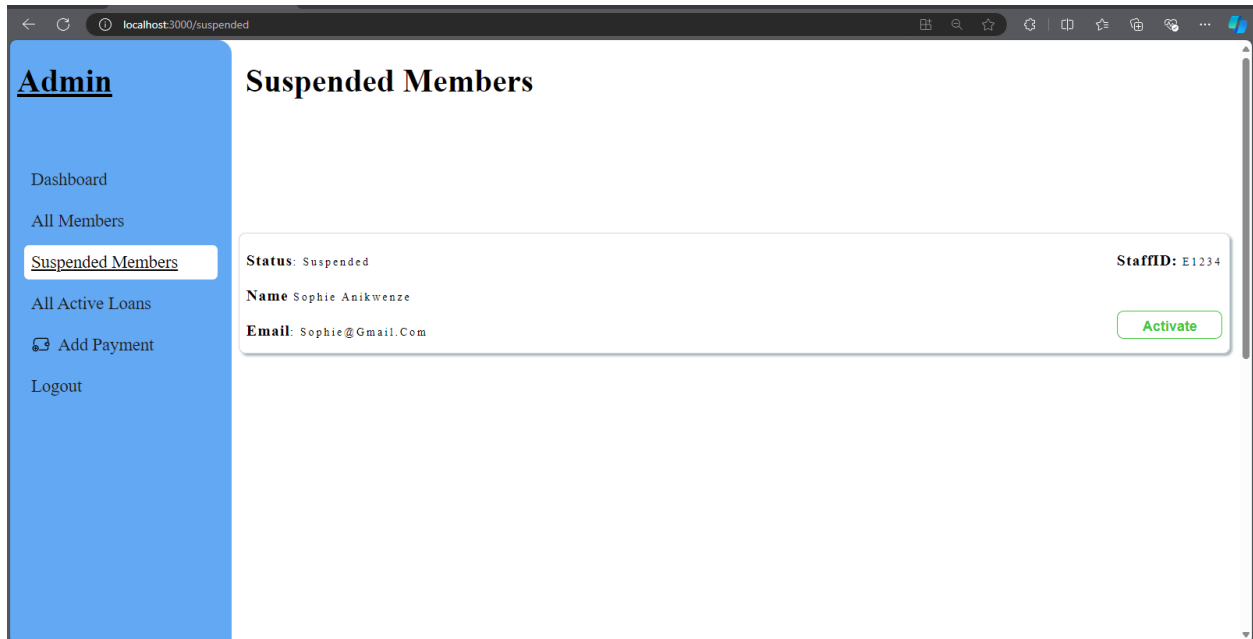 localhost:3000/suspended
Admin
Dashboard
All Members
Suspended Members
All Active Loans
Add Payment
Logout
Suspended Members
Status: Suspended
StaffID: E1234
Name Sophie Anikwenze
Email: Sophie@Gmail.Com
Activate